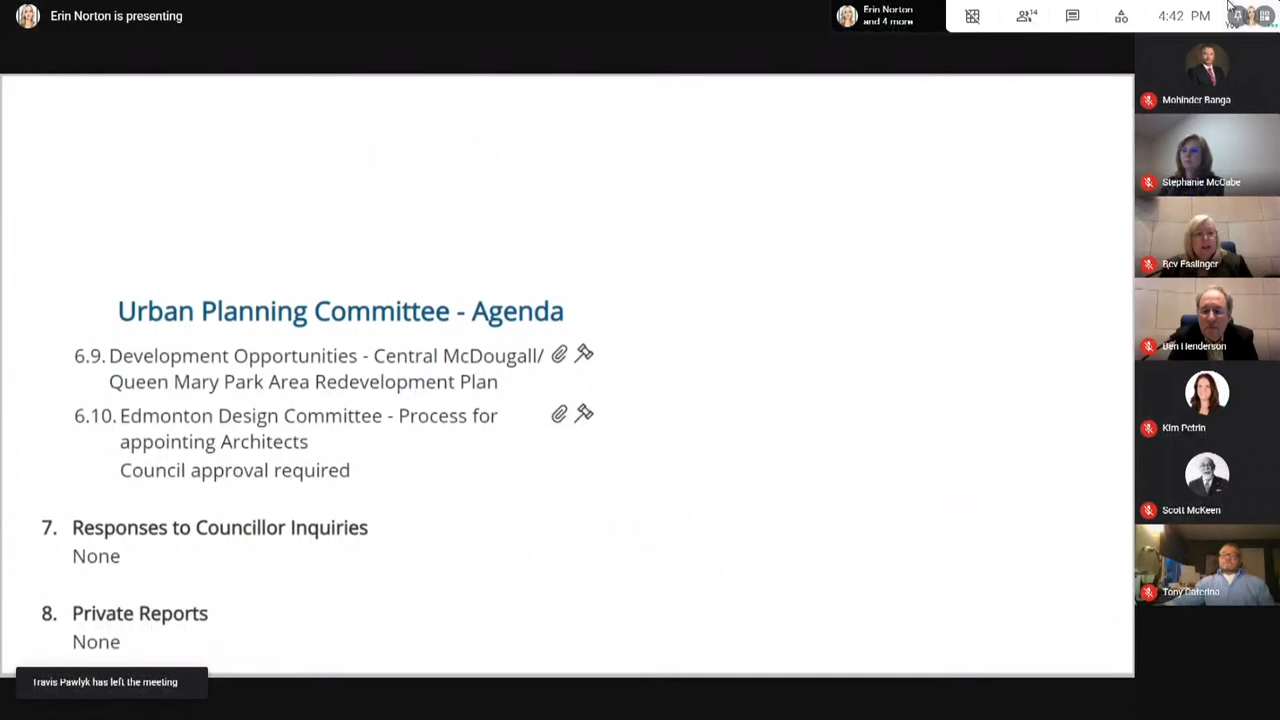 Erin Norton is presenting
Erin Norton
and 4 more
14
4:42 PM
You
Mohinder Banga
Stephanie McCabe
Bev Esslinger
Ben Henderson
Kim Petrin
Scott McKeen
Tony Caterina
Urban Planning Committee - Agenda
6.9. Development Opportunities - Central McDougall/
Queen Mary Park Area Redevelopment Plan
6.10. Edmonton Design Committee - Process for
appointing Architects
Council approval required
7. Responses to Councillor Inquiries
None
8. Private Reports
None
Travis Pawlyk has left the meeting